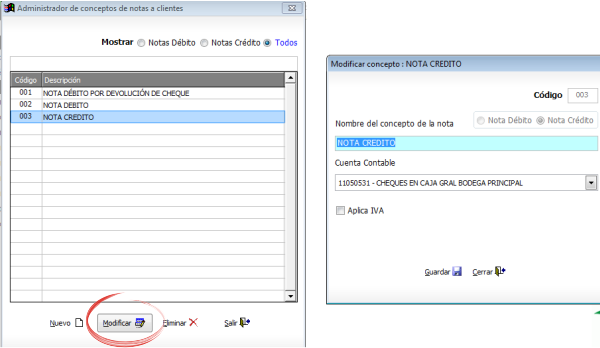 Administrador de conceptos de notas a clientes
Mostrar Notas Débito Notas Crédito Todos
Código Descripción
001 NOTA DÉBITO POR DEVOLUCIÓN DE CHEQUE
002 NOTA DEBITO
003 NOTA CREDITO
Nuevo Modificar Eliminar Salir
Modificar concepto : NOTA CREDITO
Código 003
Nombre del concepto de la nota Nota Débito Nota Crédito
NOTA CREDITO
Cuenta Contable
11050531 - CHEQUES EN CAJA GRAL BODEGA PRINCIPAL
Aplica IVA
Guardar Cerrar